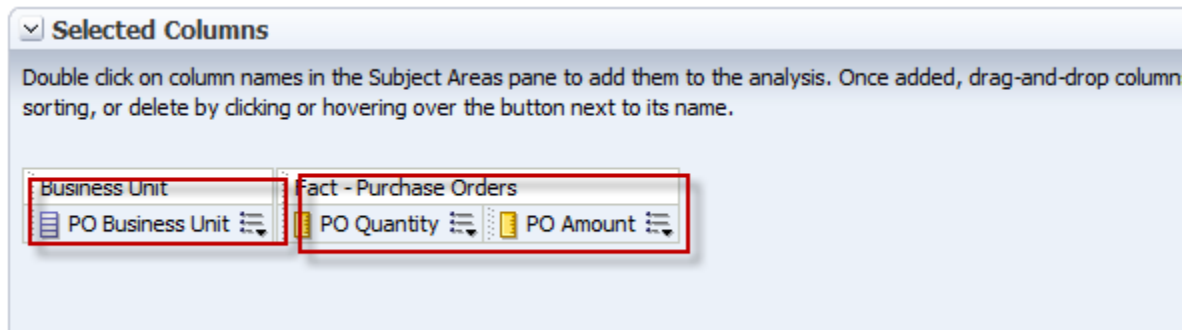 Selected Columns
Double click on column names in the Subject Areas pane to add them to the analysis. Once added, drag-and-drop column
sorting, or delete by clicking or hovering over the button next to its name.
Business Unit Fact - Purchase Orders
PO Business Unit PO Quantity PO Amount